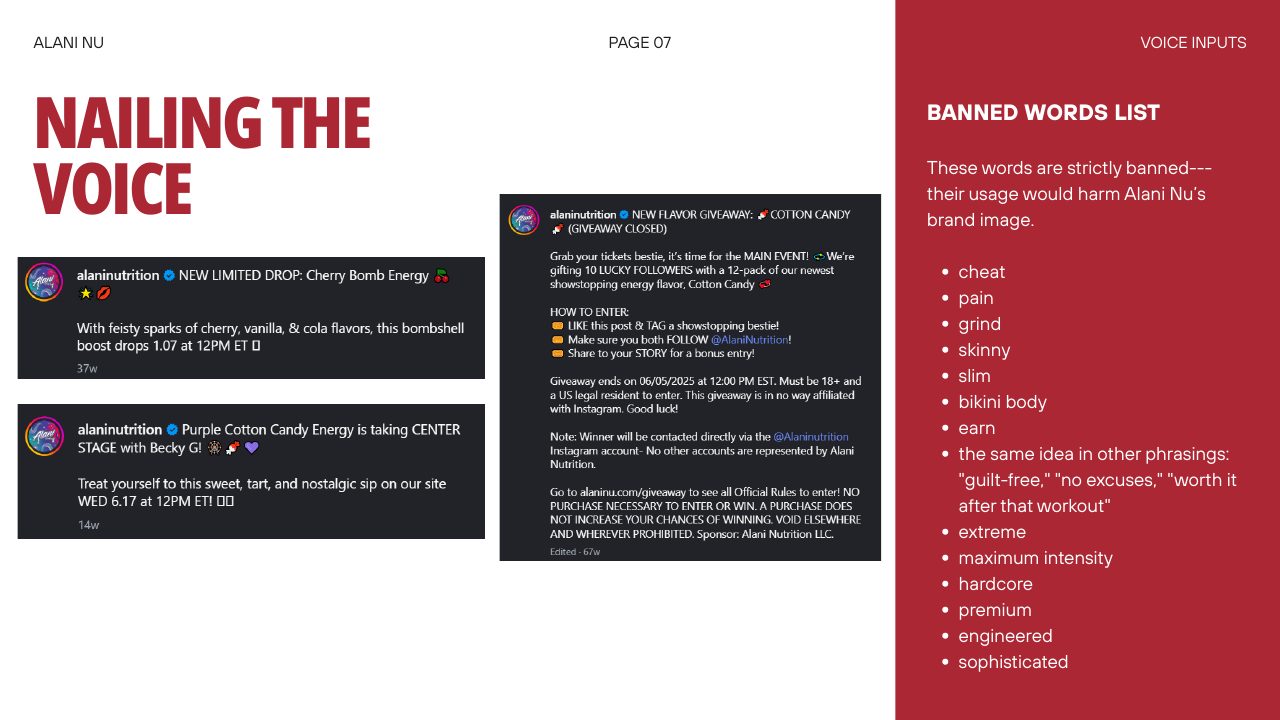 ALANI NU
PAGE 07
VOICE INPUTS
NAILING THE
VOICE
alaninutrition NEW LIMITED DROP: Cherry Bomb Energy 🍒
⭐💋
With feisty sparks of cherry, vanilla, & cola flavors, this bombshell
boost drops 1.07 at 12PM ET
37w
alaninutrition Purple Cotton Candy Energy is taking CENTER
STAGE with Becky G! 🎡🍬💜
Treat yourself to this sweet, tart, and nostalgic sip on our site
WED 6.17 at 12PM ET!
14w
alaninutrition NEW FLAVOR GIVEAWAY: 🍬COTTON CANDY
🍬 (GIVEAWAY CLOSED)
Grab your tickets bestie, it's time for the MAIN EVENT! We're
gifting 10 LUCKY FOLLOWERS with a 12-pack of our newest
showstopping energy flavor, Cotton Candy
HOW TO ENTER:
🎟️ LIKE this post & TAG a showstopping bestie!
🎟️ Make sure you both FOLLOW @AlaniNutrition!
🎟️ Share to your STORY for a bonus entry!
Giveaway ends on 06/05/2025 at 12:00 PM EST. Must be 18+ and
a US legal resident to enter. This giveaway is in no way affiliated
with Instagram. Good luck!
Note: Winner will be contacted directly via the @Alaninutrition
Instagram account- No other accounts are represented by Alani
Nutrition.
Go to alaninu.com/giveaway to see all Official Rules to enter! NO
PURCHASE NECESSARY TO ENTER OR WIN. A PURCHASE DOES
NOT INCREASE YOUR CHANCES OF WINNING. VOID ELSEWHERE
AND WHEREVER PROHIBITED. Sponsor: Alani Nutrition LLC.
Edited · 67w
BANNED WORDS LIST
These words are strictly banned---
their usage would harm Alani Nu's
brand image.
• cheat
• pain
• grind
• skinny
• slim
• bikini body
• earn
• the same idea in other phrasings:
"guilt-free," "no excuses," "worth it
after that workout"
• extreme
• maximum intensity
• hardcore
• premium
• engineered
• sophisticated